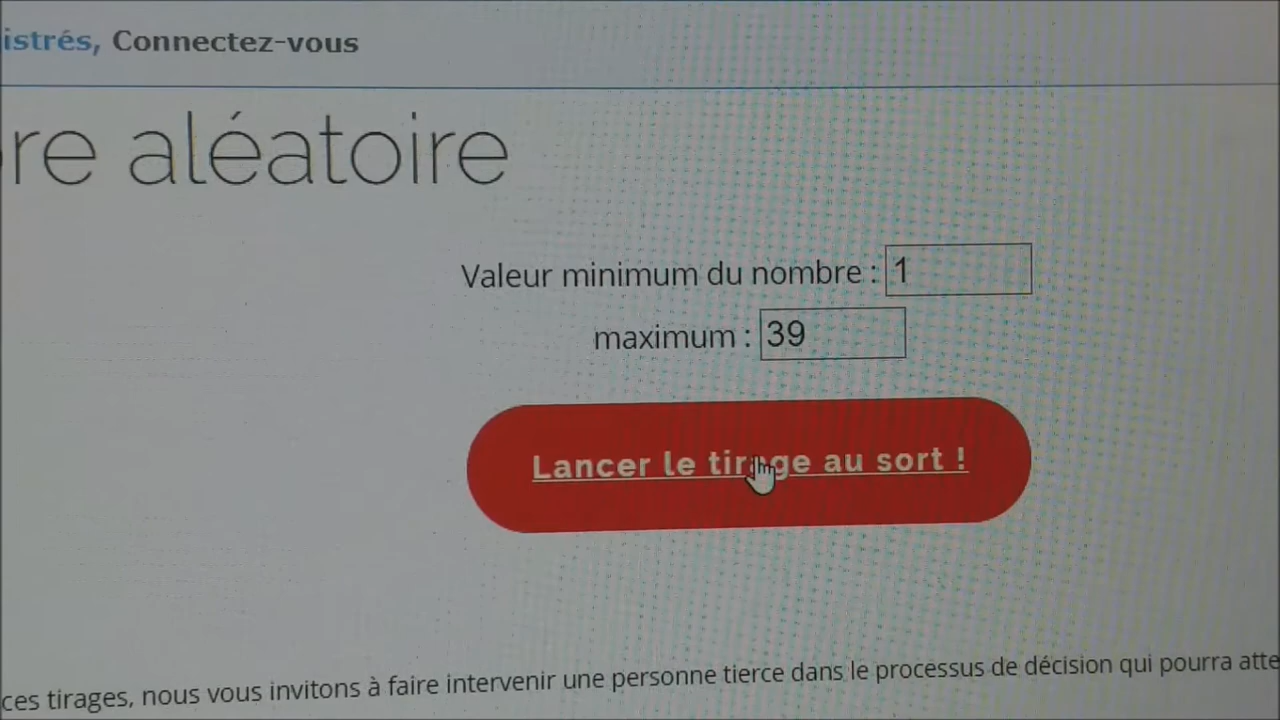 istrés, Connectez-vous
re aléatoire
Valeur minimum du nombre : 1
maximum : 39
Lancer le tirage au sort !
ces tirages, nous vous invitons à faire intervenir une personne tierce dans le processus de décision qui pourra atte